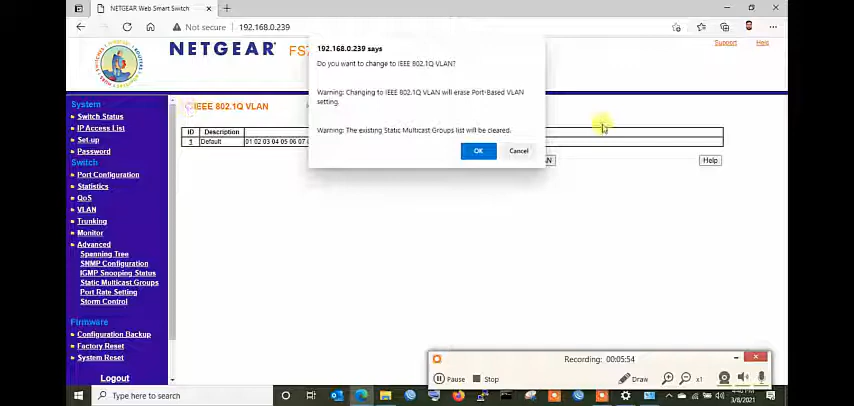 NETGEAR Web Smart Switch
Not secure
192.168.0.239
NETGEAR®
Support
Help
192.168.0.239 says
Do you want to change to IEEE 802.1Q VLAN?
Warning: Changing to IEEE 802.1Q VLAN will erase Port-Based VLAN
setting.
Warning: The existing Static Multicast Groups list will be cleared.
OK
Cancel
System
Switch Status
IP Access List
Set-up
Password
Switch
Port Configuration
Statistics
QoS
VLAN
Trunking
Monitor
Advanced
Spanning Tree
SNMP Configuration
IGMP Snooping Status
Static Multicast Groups
Port Rate Setting
Storm Control
Firmware
Configuration Backup
Factory Reset
System Reset
Logout
IEEE 802.1Q VLAN
ID Description
1 Default 01 02 03 04 05 06 07
Help
Recording: 00:05:54
Pause
Stop
Draw
x1
Type here to search
3/8/2021